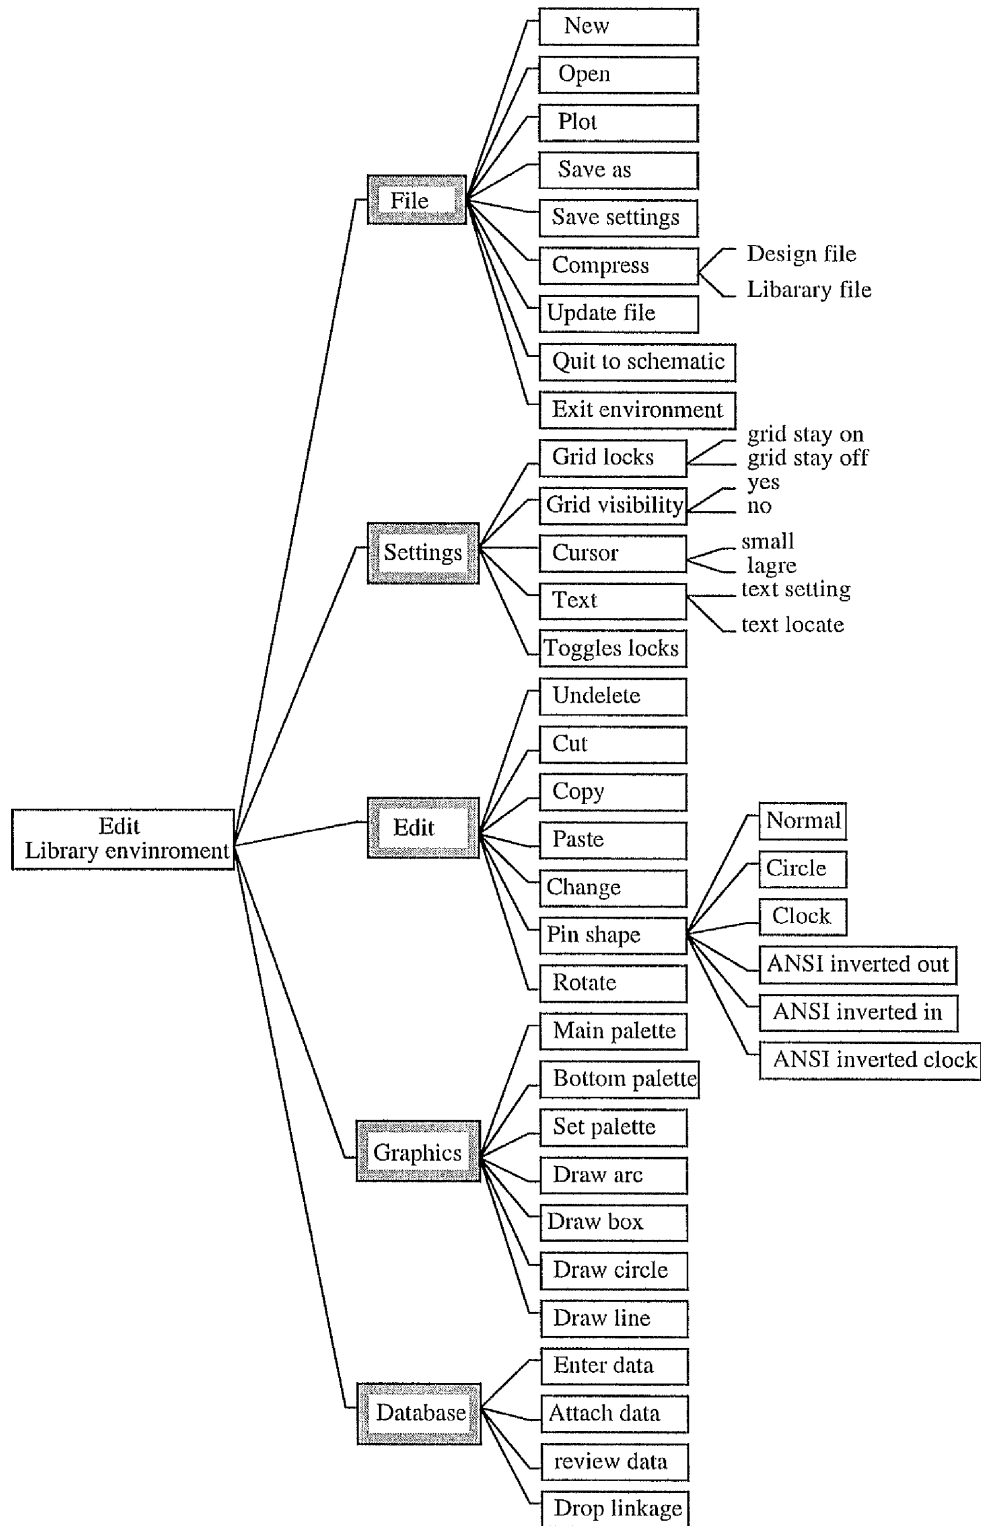 New
Open
Plot
Save as
File
Save settings
Compress
Design file
Libarary file
Update file
Quit to schematic
Exit environment
Grid locks
grid stay on
grid stay off
Grid visibility
yes
no
Settings
Cursor
small
lagre
Text
text setting
text locate
Toggles locks
Undelete
Cut
Copy
Edit
Library envinroment
Edit
Paste
Change
Pin shape
Normal
Circle
Clock
ANSI inverted out
ANSI inverted in
ANSI inverted clock
Rotate
Main palette
Bottom palette
Set palette
Graphics
Draw arc
Draw box
Draw circle
Draw line
Enter data
Database
Attach data
review data
Drop linkage